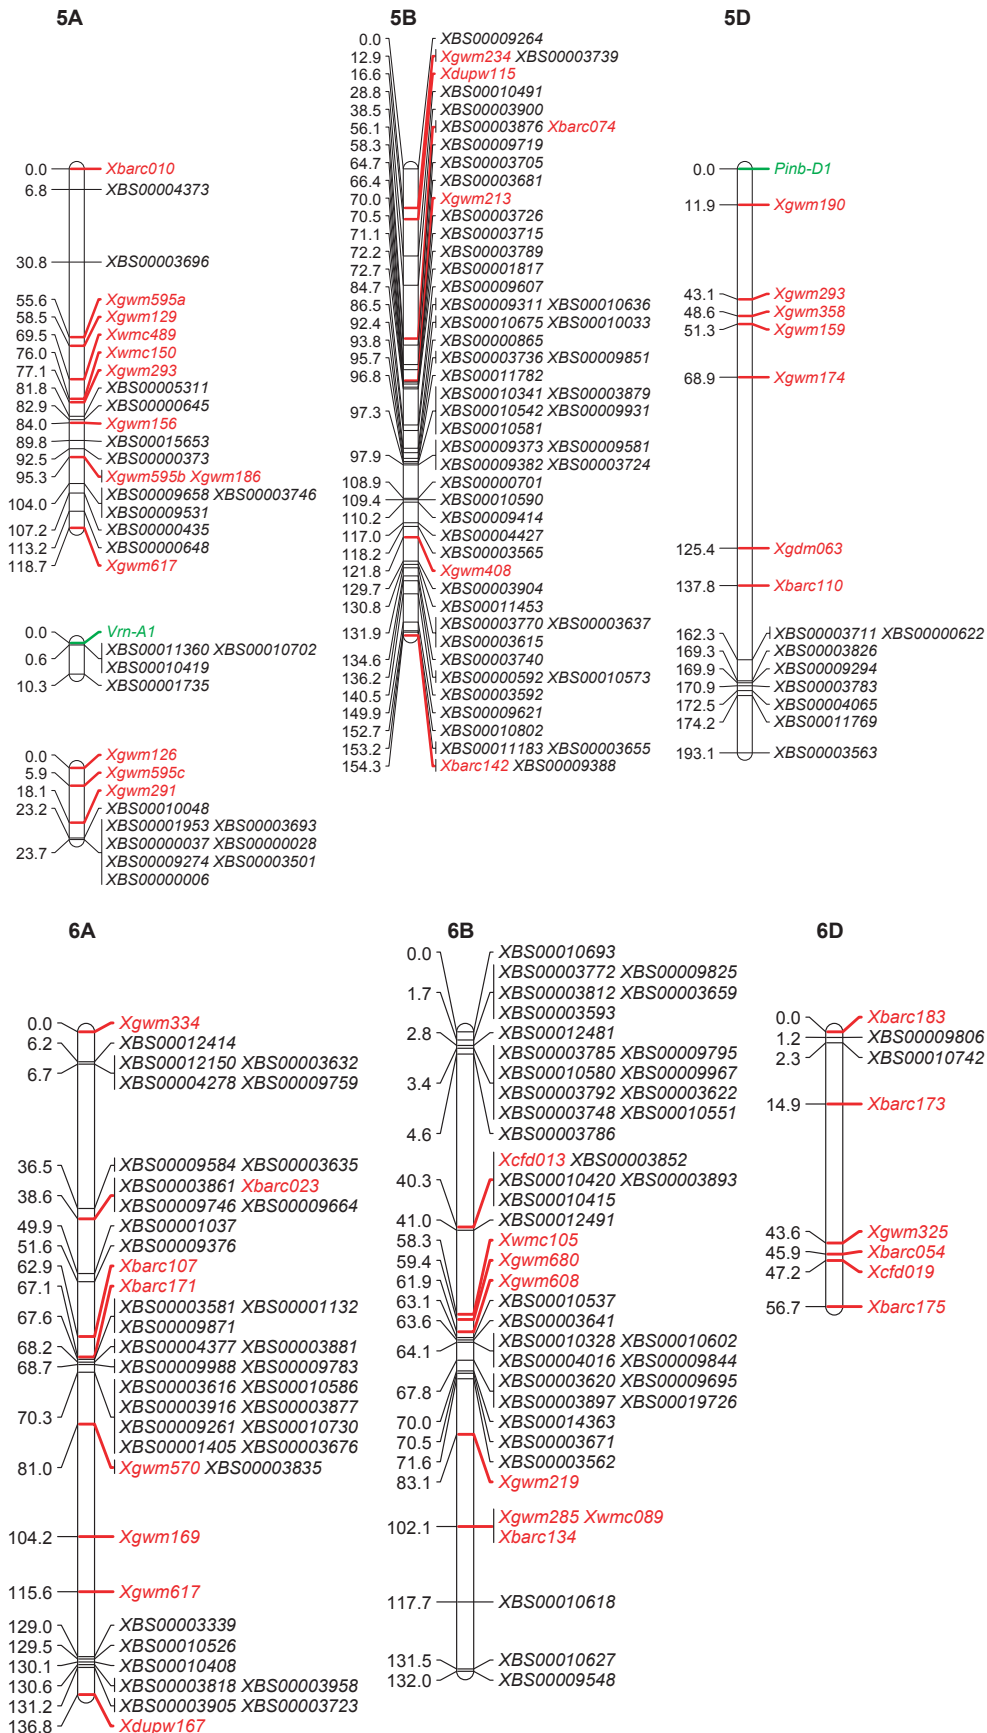 5A
0.0 Xbarc010
6.8 XBS00004373
30.8 XBS00003696
55.6 Xgwm595a
58.5 Xgwm129
69.5 Xwmc489
76.0 Xwmc150
77.1 Xgwm293
81.8 XBS00005311
82.9 XBS00000645
84.0 Xgwm156
89.8 XBS00015653
92.5 XBS00000373
95.3 Xgwm595b Xgwm186
104.0 XBS00009658 XBS00003746
XBS00009531
107.2 XBS00000435
113.2 XBS00000648
118.7 Xgwm617
0.0 Vrn-A1
0.6 XBS00011360 XBS00010702
XBS00010419
10.3 XBS00001735
0.0 Xgwm126
5.9 Xgwm595c
18.1 Xgwm291
23.2 XBS00010048
23.7 XBS00001953 XBS00003693
XBS00000037 XBS00000028
XBS00009274 XBS00003501
XBS00000006
5B
0.0 XBS00009264
12.9 Xgwm234 XBS00003739
16.6 Xdupw115
28.8 XBS00010491
38.5 XBS00003900
56.1 XBS00003876 Xbarc074
58.3 XBS00009719
64.7 XBS00003705
66.4 XBS00003681
70.0 Xgwm213
70.5 XBS00003726
71.1 XBS00003715
72.2 XBS00003789
72.7 XBS00001817
84.7 XBS00009607
86.5 XBS00009311 XBS00010636
92.4 XBS00010675 XBS00010033
93.8 XBS00000865
95.7 XBS00003736 XBS00009851
96.8 XBS00011782
97.3 XBS00010341 XBS00003879
XBS00010542 XBS00009931
XBS00010581
97.9 XBS00009373 XBS00009581
XBS00009382 XBS00003724
108.9 XBS00000701
109.4 XBS00010590
110.2 XBS00009414
117.0 XBS00004427
118.2 XBS00003565
121.8 Xgwm408
129.7 XBS00003904
130.8 XBS00011453
131.9 XBS00003770 XBS00003637
XBS00003615
134.6 XBS00003740
136.2 XBS00000592 XBS00010573
140.5 XBS00003592
149.9 XBS00009621
152.7 XBS00010802
153.2 XBS00011183 XBS00003655
154.3 Xbarc142 XBS00009388
5D
0.0 Pinb-D1
11.9 Xgwm190
43.1 Xgwm293
48.6 Xgwm358
51.3 Xgwm159
68.9 Xgwm174
125.4 Xgdm063
137.8 Xbarc110
162.3 XBS00003711 XBS00000622
169.3 XBS00003826
169.9 XBS00009294
170.9 XBS00003783
172.5 XBS00004065
174.2 XBS00011769
193.1 XBS00003563
6A
0.0 Xgwm334
6.2 XBS00012414
6.7 XBS00012150 XBS00003632
XBS00004278 XBS00009759
36.5 XBS00009584 XBS00003635
38.6 XBS00003861 Xbarc023
XBS00009746 XBS00009664
49.9 XBS00001037
51.6 XBS00009376
62.9 Xbarc107
67.1 Xbarc171
67.6 XBS00003581 XBS00001132
XBS00009871
68.2 XBS00004377 XBS00003881
68.7 XBS00009988 XBS00009783
70.3 XBS00003616 XBS00010586
XBS00003916 XBS00003877
XBS00009261 XBS00010730
XBS00001405 XBS00003676
81.0 Xgwm570 XBS00003835
104.2 Xgwm169
115.6 Xgwm617
129.0 XBS00003339
129.5 XBS00010526
130.1 XBS00010408
130.6 XBS00003818 XBS00003958
131.2 XBS00003905 XBS00003723
136.8 Xdupw167
6B
0.0 XBS00010693
1.7 XBS00003772 XBS00009825
XBS00003812 XBS00003659
XBS00003593
2.8 XBS00012481
3.4 XBS00003785 XBS00009795
XBS00010580 XBS00009967
XBS00003792 XBS00003622
XBS00003748 XBS00010551
4.6 XBS00003786
40.3 Xcfd013 XBS00003852
XBS00010420 XBS00003893
XBS00010415
41.0 XBS00012491
58.3 Xwmc105
59.4 Xgwm680
61.9 Xgwm608
63.1 XBS00010537
63.6 XBS00003641
64.1 XBS00010328 XBS00010602
XBS00004016 XBS00009844
67.8 XBS00003620 XBS00009695
XBS00003897 XBS00019726
70.0 XBS00014363
70.5 XBS00003671
71.6 XBS00003562
83.1 Xgwm219
102.1 Xgwm285 Xwmc089
Xbarc134
117.7 XBS00010618
131.5 XBS00010627
132.0 XBS00009548
6D
0.0 Xbarc183
1.2 XBS00009806
2.3 XBS00010742
14.9 Xbarc173
43.6 Xgwm325
45.9 Xbarc054
47.2 Xcfd019
56.7 Xbarc175